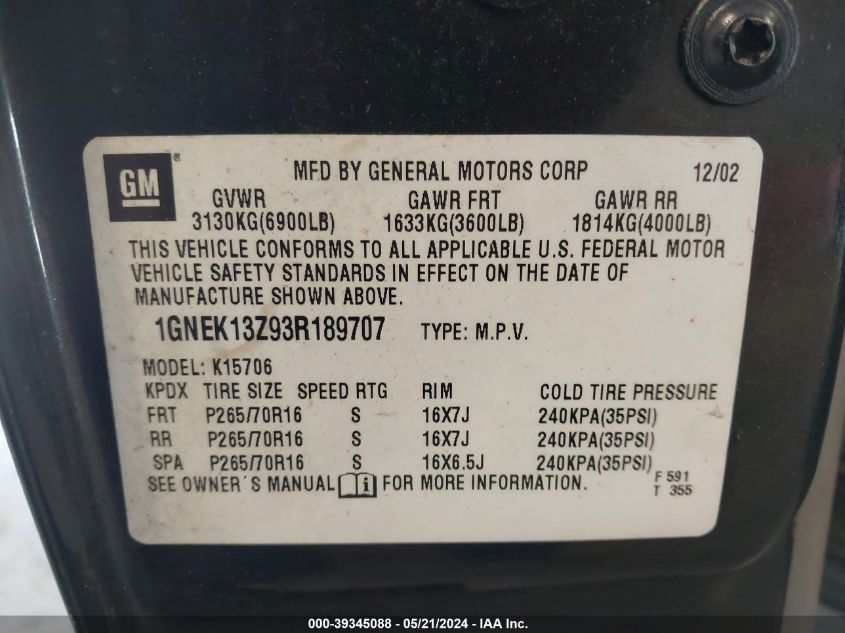 GM ®
MFD BY GENERAL MOTORS CORP 12/02
GVWR GAWR FRT GAWR RR
3130KG(6900LB) 1633KG(3600LB) 1814KG(4000LB)
THIS VEHICLE CONFORMS TO ALL APPLICABLE U.S. FEDERAL MOTOR
VEHICLE SAFETY STANDARDS IN EFFECT ON THE DATE OF
MANUFACTURE SHOWN ABOVE.
1GNEK13Z93R189707 TYPE: M.P.V.
MODEL: K15706
KPDX TIRE SIZE SPEED RTG RIM COLD TIRE PRESSURE
FRT P265/70R16 S 16X7J 240KPA(35PSI)
RR P265/70R16 S 16X7J 240KPA(35PSI)
SPA P265/70R16 S 16X6.5J 240KPA(35PSI)
SEE OWNER'S MANUAL i FOR MORE INFORMATION.
F 591
T 355
000-39345088 - 05/21/2024 - IAA Inc.